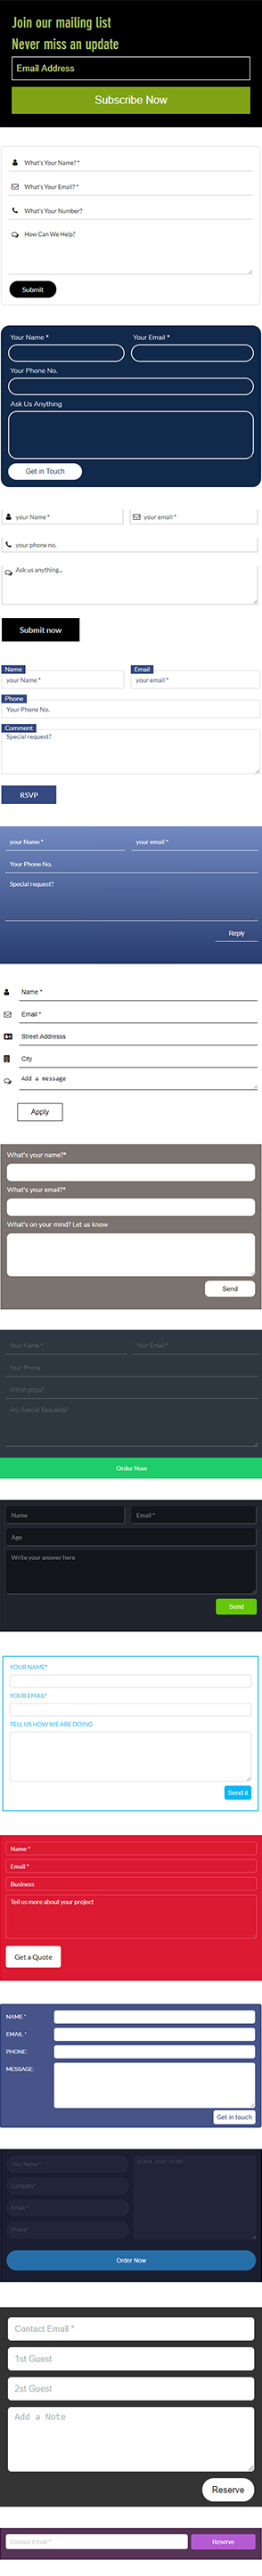 Join our mailing list
Never miss an update
Email Address
Subscribe Now
What's Your Name? *
What's Your Email? *
What's Your Number?
How Can We Help?
Submit
Your Name * Your Email *
Your Phone No.
Ask Us Anything
Get in Touch
your Name * your email *
your phone no.
Ask us anything...
Submit now
Name Email
your Name * your email *
Phone
Your Phone No.
Comment
Special request?
RSVP
your Name * your email *
Your Phone No.
Special request?
Reply
Name *
Email *
Street Addresss
City
Add a message
Apply
What's your name?*
What's your email?*
What's on your mind? Let us know
Send
Your Name * Your Email *
Your Phone
Which pizza?
Any Special Requests?
Order Now
Name Email *
Age
Write your answer here
Send
YOUR NAME*
YOUR EMAIL*
TELL US HOW WE ARE DOING
Send it
Name *
Email *
Business
Tell us more about your project
Get a Quote
NAME *
EMAIL *
PHONE:
MESSAGE:
Get in touch
Your Name * place your order
Company*
Email *
Phone*
Order Now
Contact Email *
1st Guest
2st Guest
Add a Note
Reserve
Contact Email * Reserve